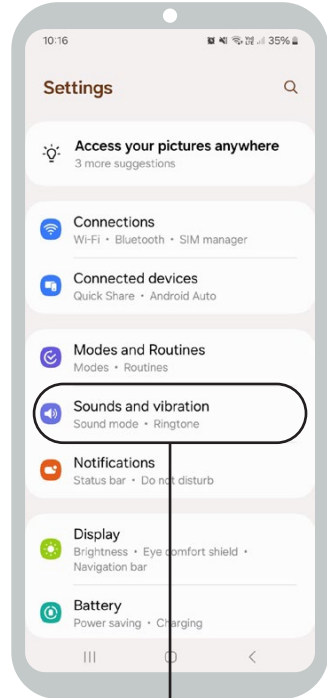 10:16
35%
Settings
Access your pictures anywhere
3 more suggestions
Connections
Wi-Fi • Bluetooth • SIM manager
Connected devices
Quick Share • Android Auto
Modes and Routines
Modes • Routines
Sounds and vibration
Sound mode • Ringtone
Notifications
Status bar • Do not disturb
Display
Brightness • Eye comfort shield •
Navigation bar
Battery
Power saving • Charging